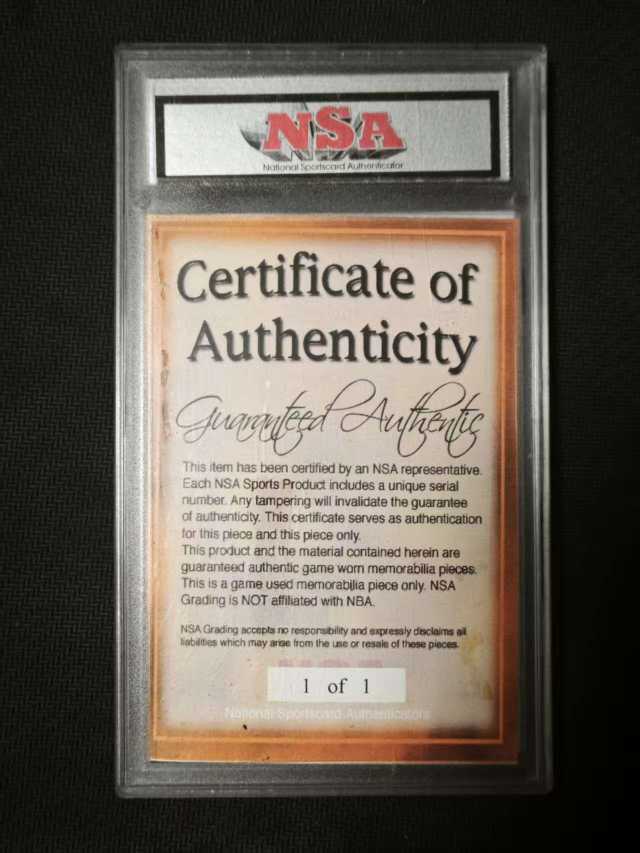 NSA
National Sportscard Authenticator
Certificate of
Authenticity
Guaranteed Authentic
This item has been certified by an NSA representative.
Each NSA Sports Product includes a unique serial
number. Any tampering will invalidate the guarantee
of authenticity. This certificate serves as authentication
for this piece and this piece only.
This product and the material contained herein are
guaranteed authentic game worn memorabilia pieces.
This is a game used memorabilia piece only. NSA
Grading is NOT affiliated with NBA.
NSA Grading accepts no responsibility and expressly disclaims all
liabilities which may arise from the use or resale of these pieces.
1 of 1
National Sportscard Authenticators